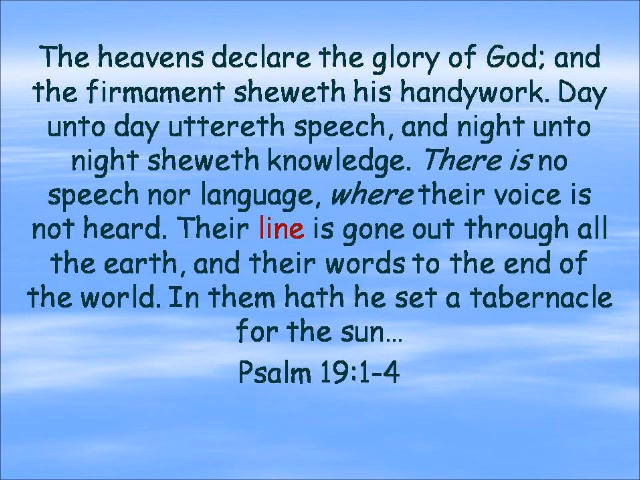 The heavens declare the glory of God; and
the firmament sheweth his handywork. Day
unto day uttereth speech, and night unto
night sheweth knowledge. There is no
speech nor language, where their voice is
not heard. Their line is gone out through all
the earth, and their words to the end of
the world. In them hath he set a tabernacle
for the sun…
Psalm 19:1-4